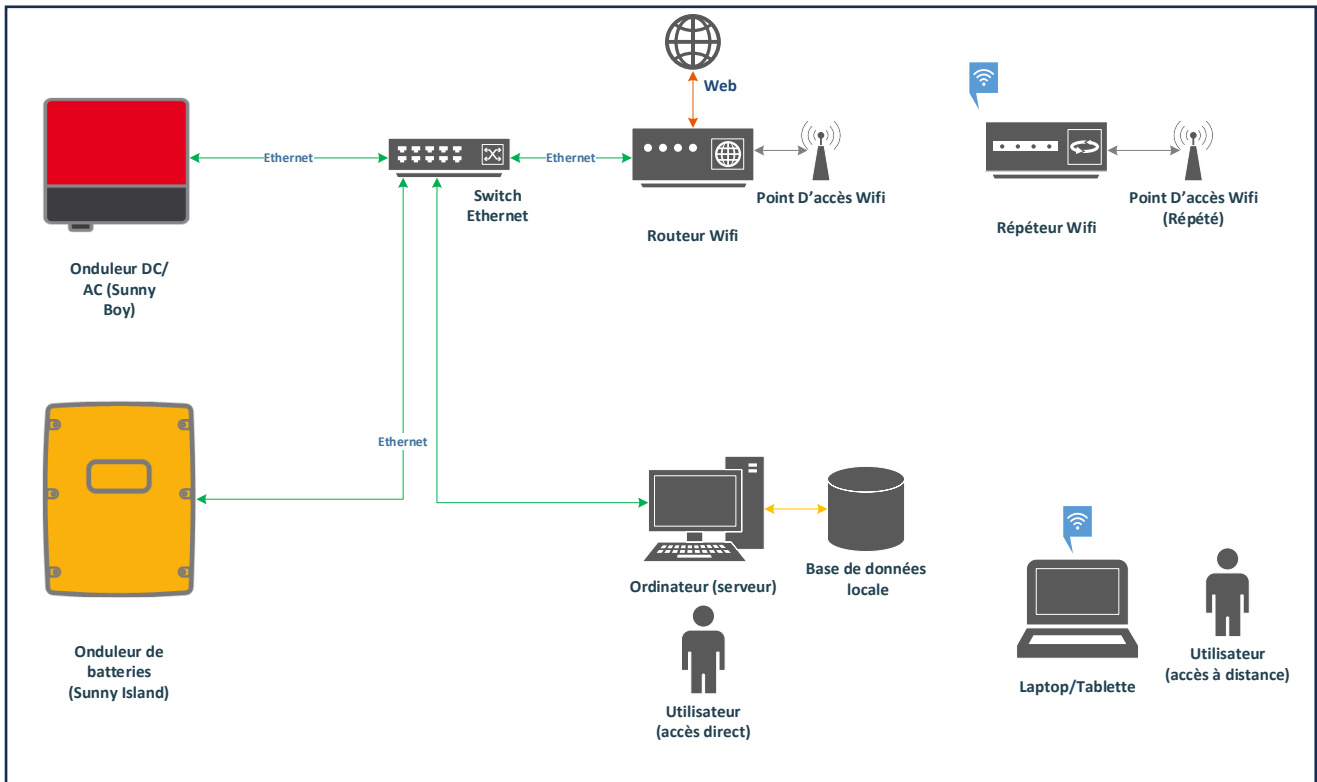 Web
Ethernet
Ethernet
Switch
Ethernet
Routeur Wifi
Point D'accès Wifi
Répéteur Wifi
Point D'accès Wifi
(Répété)
Onduleur DC/
AC (Sunny
Boy)
Ethernet
Ordinateur (serveur)
Base de données
locale
Onduleur de
batteries
(Sunny Island)
Utilisateur
(accès direct)
Laptop/Tablette
Utilisateur
(accès à distance)